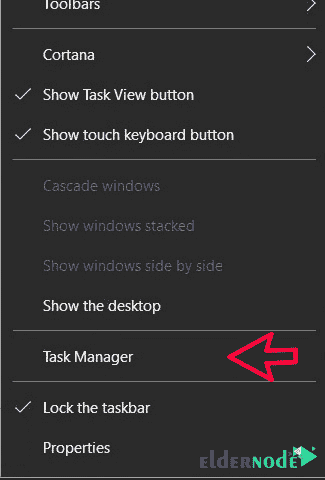 Toolbars
Cortana
Show Task View button
Show touch keyboard button
Cascade windows
Show windows stacked
Show windows side by side
Show the desktop
Task Manager
Lock the taskbar
Properties
ELDERNODE